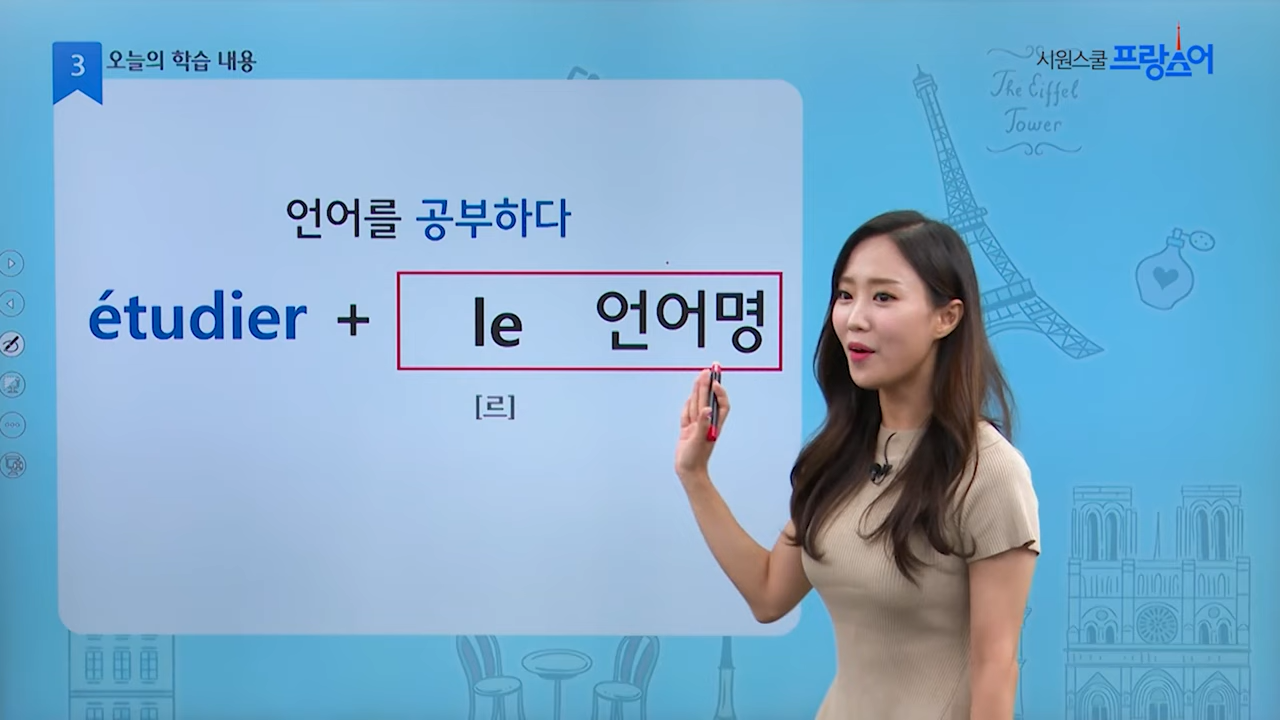 3 오늘의 학습 내용
시원스쿨 프랑스어
The Eiffel
Tower
언어를 공부하다
étudier + le 언어명
[르]